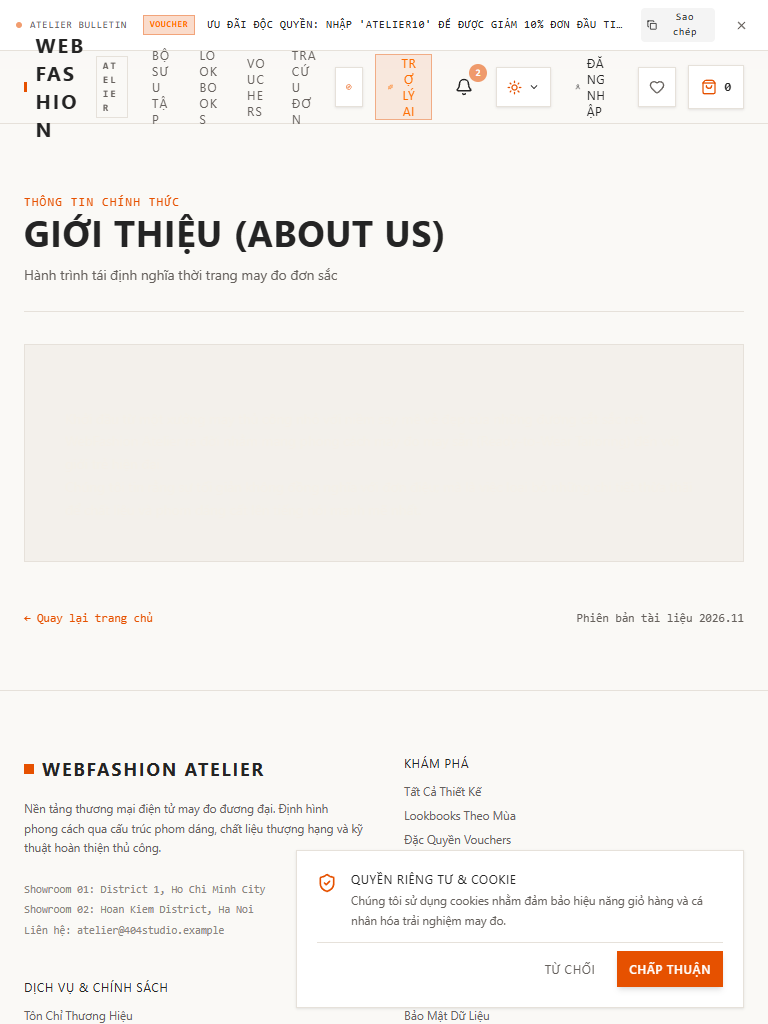 ATELIER BULLETIN
VOUCHER
ƯU ĐÃI ĐỘC QUYỀN: NHẬP 'ATELIER10' ĐỂ ĐƯỢC GIẢM 10% ĐƠN ĐẦU TI…
Sao
chép
WEB
FAS
HIO
N
AT
EL
IE
R
BỘ
SƯ
U
TẬ
P
LO
OK
BO
OK
S
VO
UC
HE
RS
TRA
CỨ
U
ĐƠ
N
TR
Ợ
LÝ
AI
2
ĐĂ
NG
NH
ẬP
0
THÔNG TIN CHÍNH THỨC
GIỚI THIỆU (ABOUT US)
Hành trình tái định nghĩa thời trang may đo đơn sắc
← Quay lại trang chủ
Phiên bản tài liệu 2026.11
WEBFASHION ATELIER
Nền tảng thương mại điện tử may đo đương đại. Định hình
phong cách qua cấu trúc phom dáng, chất liệu thượng hạng và kỹ
thuật hoàn thiện thủ công.
Showroom 01: District 1, Ho Chi Minh City
Showroom 02: Hoan Kiem District, Ha Noi
Liên hệ: atelier@404studio.example
KHÁM PHÁ
Tất Cả Thiết Kế
Lookbooks Theo Mùa
Đặc Quyền Vouchers
QUYỀN RIÊNG TƯ & COOKIE
Chúng tôi sử dụng cookies nhằm đảm bảo hiệu năng giỏ hàng và cá
nhân hóa trải nghiệm may đo.
TỪ CHỐI
CHẤP THUẬN
DỊCH VỤ & CHÍNH SÁCH
Tôn Chỉ Thương Hiệu
Bảo Mật Dữ Liệu